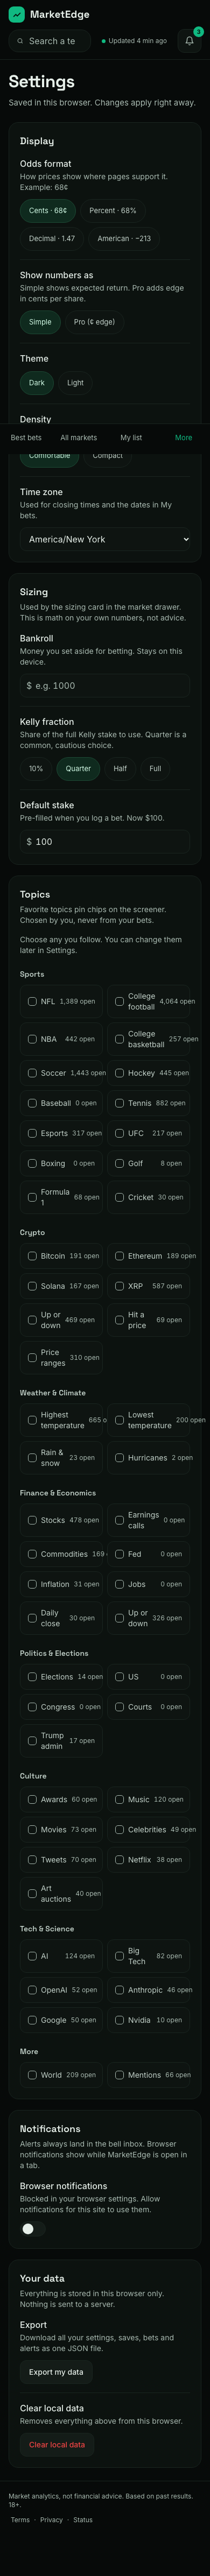 MarketEdge
Search a te
Updated 4 min ago
3
Settings
Saved in this browser. Changes apply right away.
Display
Odds format
How prices show where pages support it.
Example: 68¢
Cents · 68¢
Percent · 68%
Decimal · 1.47
American · −213
Show numbers as
Simple shows expected return. Pro adds edge
in cents per share.
Simple
Pro (¢ edge)
Theme
Dark
Light
Density
Best bets
All markets
My list
More
Comfortable
Compact
Time zone
Used for closing times and the dates in My
bets.
America/New York
Sizing
Used by the sizing card in the market drawer.
This is math on your own numbers, not advice.
Bankroll
Money you set aside for betting. Stays on this
device.
$ e.g. 1000
Kelly fraction
Share of the full Kelly stake to use. Quarter is a
common, cautious choice.
10%
Quarter
Half
Full
Default stake
Pre-filled when you log a bet. Now $100.
$ 100
Topics
Favorite topics pin chips on the screener.
Chosen by you, never from your bets.
Choose any you follow. You can change them
later in Settings.
Sports
NFL 1,389 open
College
football 4,064 open
NBA 442 open
College
basketball 257 open
Soccer 1,443 open
Hockey 445 open
Baseball 0 open
Tennis 882 open
Esports 317 open
UFC 217 open
Boxing 0 open
Golf 8 open
Formula
1 68 open
Cricket 30 open
Crypto
Bitcoin 191 open
Ethereum 189 open
Solana 167 open
XRP 587 open
Up or
down 469 open
Hit a
price 69 open
Price
ranges 310 open
Weather & Climate
Highest
temperature 665 o
Lowest
temperature 200 open
Rain &
snow 23 open
Hurricanes 2 open
Finance & Economics
Stocks 478 open
Earnings
calls 0 open
Commodities 169
Fed 0 open
Inflation 31 open
Jobs 0 open
Daily
close 30 open
Up or
down 326 open
Politics & Elections
Elections 14 open
US 0 open
Congress 0 open
Courts 0 open
Trump
admin 17 open
Culture
Awards 60 open
Music 120 open
Movies 73 open
Celebrities 49 open
Tweets 70 open
Netflix 38 open
Art
auctions 40 open
Tech & Science
AI 124 open
Big
Tech 82 open
OpenAI 52 open
Anthropic 46 open
Google 50 open
Nvidia 10 open
More
World 209 open
Mentions 66 open
Notifications
Alerts always land in the bell inbox. Browser
notifications show while MarketEdge is open in
a tab.
Browser notifications
Blocked in your browser settings. Allow
notifications for this site to use them.
Your data
Everything is stored in this browser only.
Nothing is sent to a server.
Export
Download all your settings, saves, bets and
alerts as one JSON file.
Export my data
Clear local data
Removes everything above from this browser.
Clear local data
Market analytics, not financial advice. Based on past results.
18+.
Terms · Privacy · Status